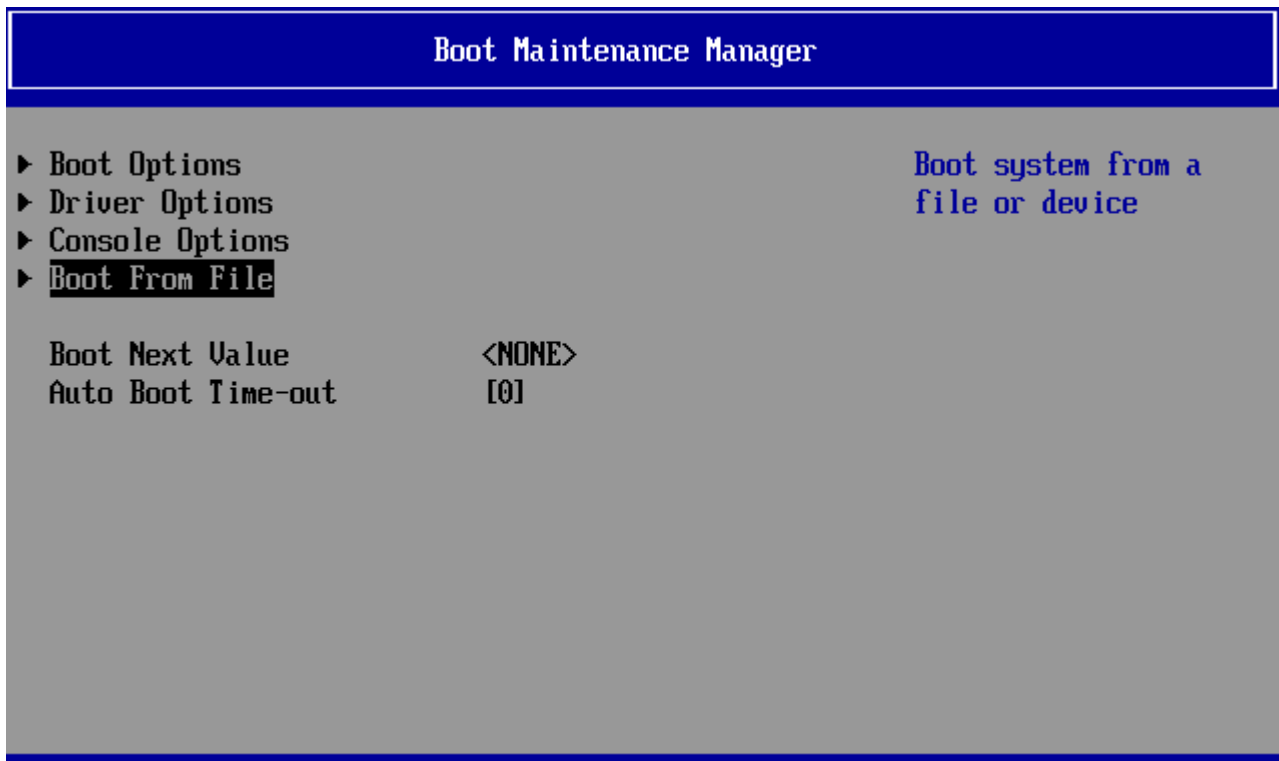 Boot Maintenance Manager
Boot Options
Driver Options
Console Options
Boot From File
Boot system from a
file or device
Boot Next Value <NONE>
Auto Boot Time-out [0]